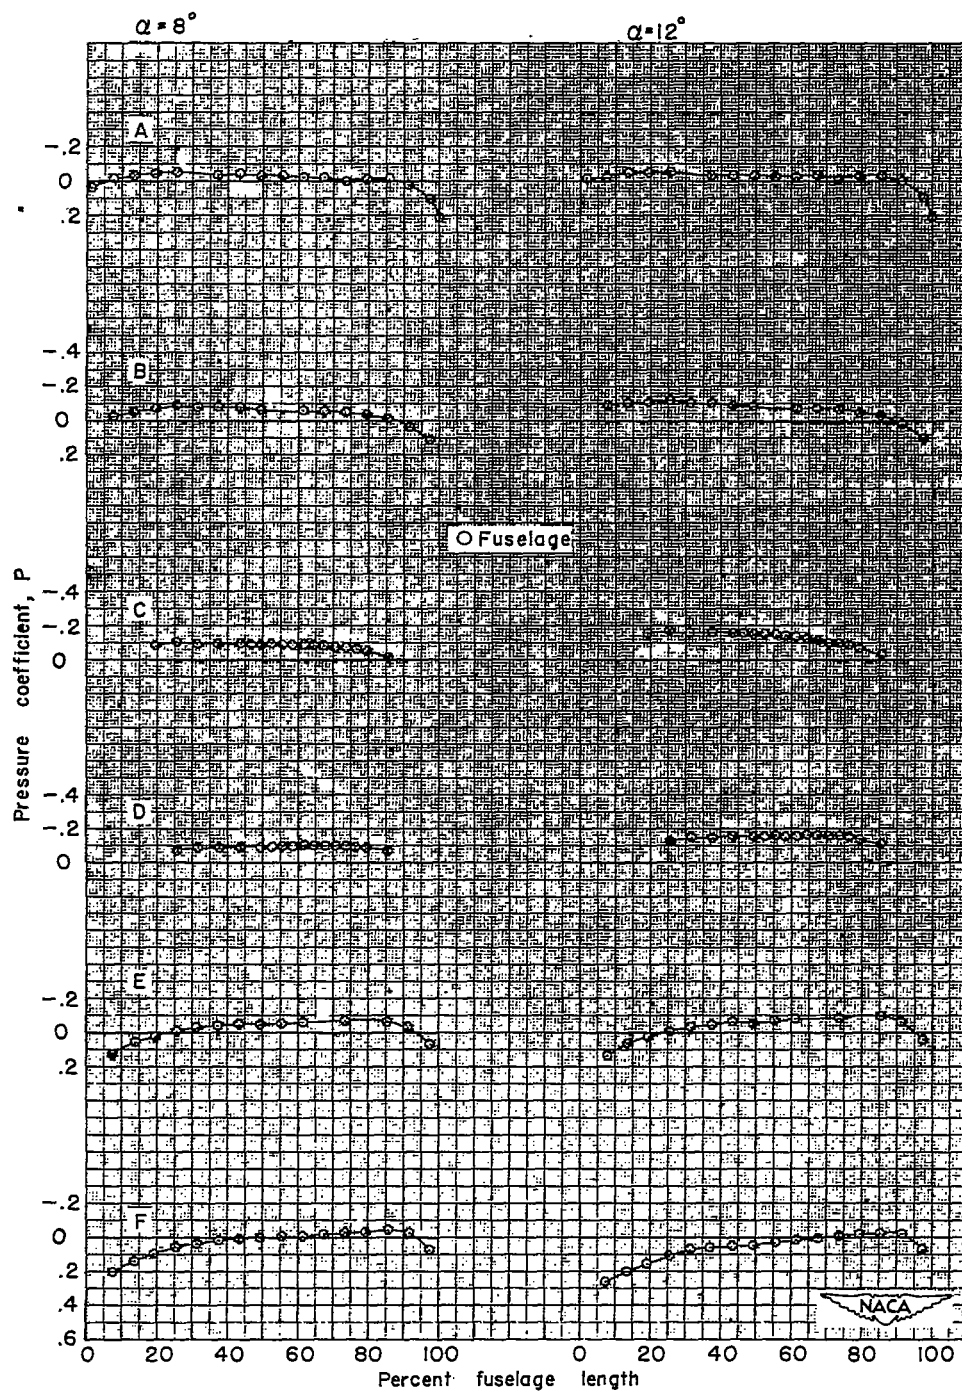 α=8° α=12°
A
-.2
0
.2
-.4
B
-.2
0
.2
Fuselage
-.4
C
-.2
0
Pressure coefficient, P
-.4
D
-.2
0
E
-.2
0
.2
-.2
F
0
.2
.4
.6
NACA
0 20 40 60 80 100 0 20 40 60 80 100
Percent fuselage length